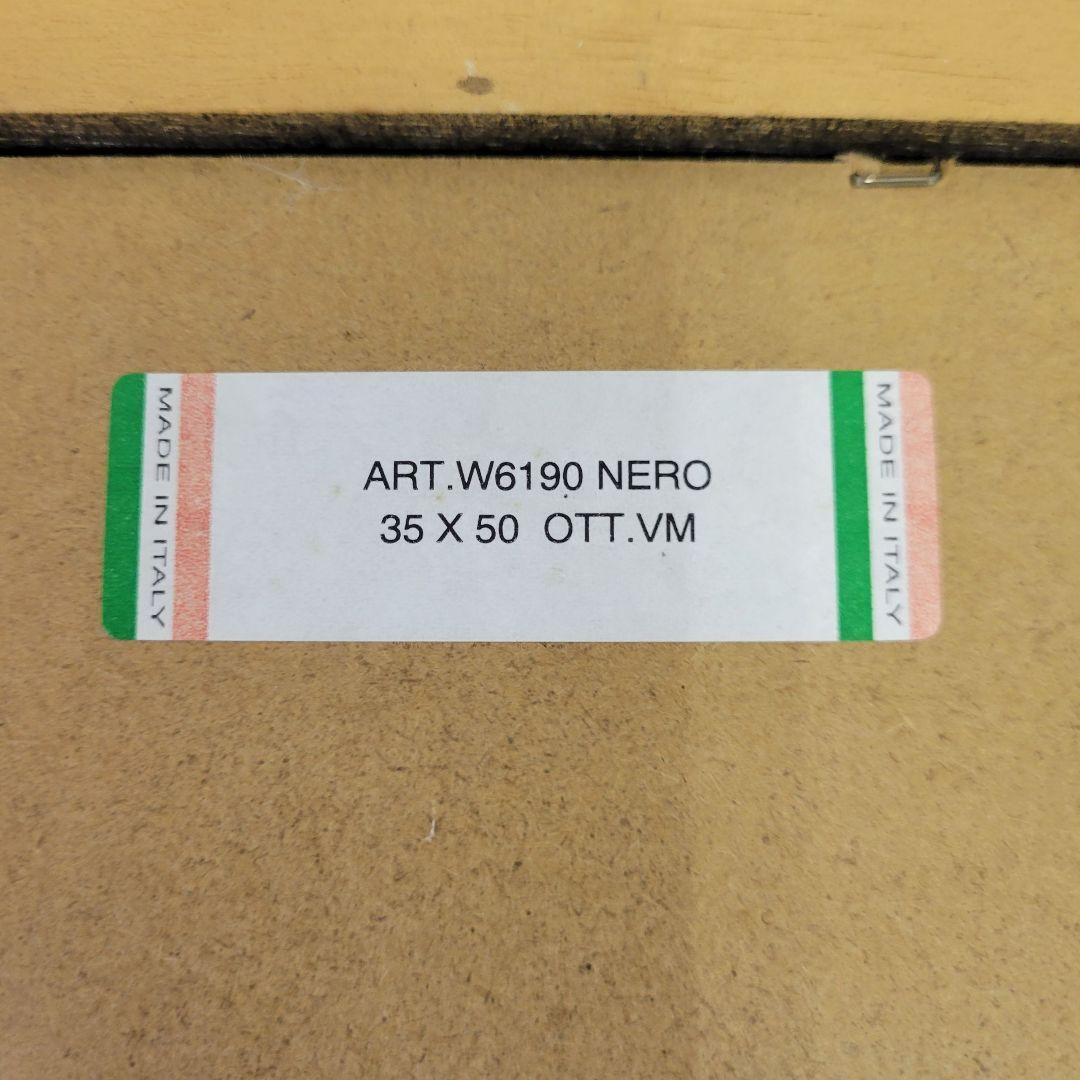 MADE IN ITALY
ART.W6190 NERO
35 X 50 OTT.VM
MADE IN ITALY